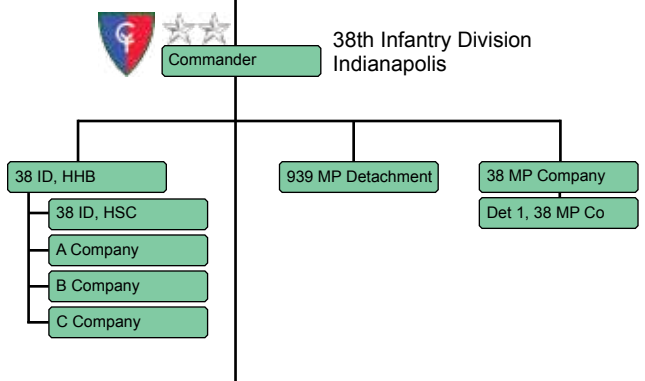 38th Infantry Division
Commander
Indianapolis
38 ID, HHB
939 MP Detachment
38 MP Company
38 ID, HSC
Det 1, 38 MP Co
A Company
B Company
C Company